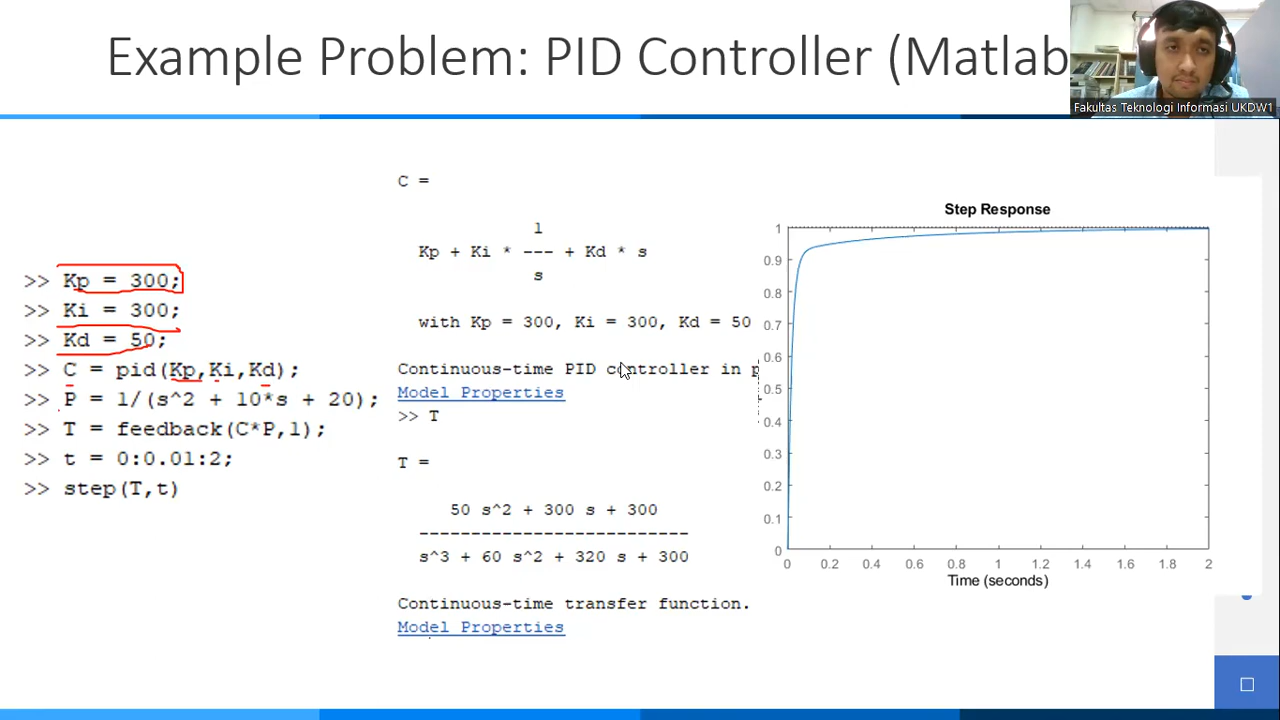 Example Problem: PID Controller (Matlab
Fakultas Teknologi Informasi UKDW1
>> Kp = 300;
>> Ki = 300;
>> Kd = 50;
>> C = pid(Kp,Ki,Kd);
>> P = 1/(s^2 + 10*s + 20);
>> T = feedback(C*P,1);
>> t = 0:0.01:2;
>> step(T,t)
C =
1
Kp + Ki * --- + Kd * s
s
with Kp = 300, Ki = 300, Kd = 50
Continuous-time PID controller in p
Model Properties
>> T
T =
50 s^2 + 300 s + 300
--------------------------
s^3 + 60 s^2 + 320 s + 300
Continuous-time transfer function.
Model Properties
Step Response
1
0.9
0.8
0.7
0.6
0.5
0.4
0.3
0.2
0.1
0
0 0.2 0.4 0.6 0.8 1 1.2 1.4 1.6 1.8 2
Time (seconds)